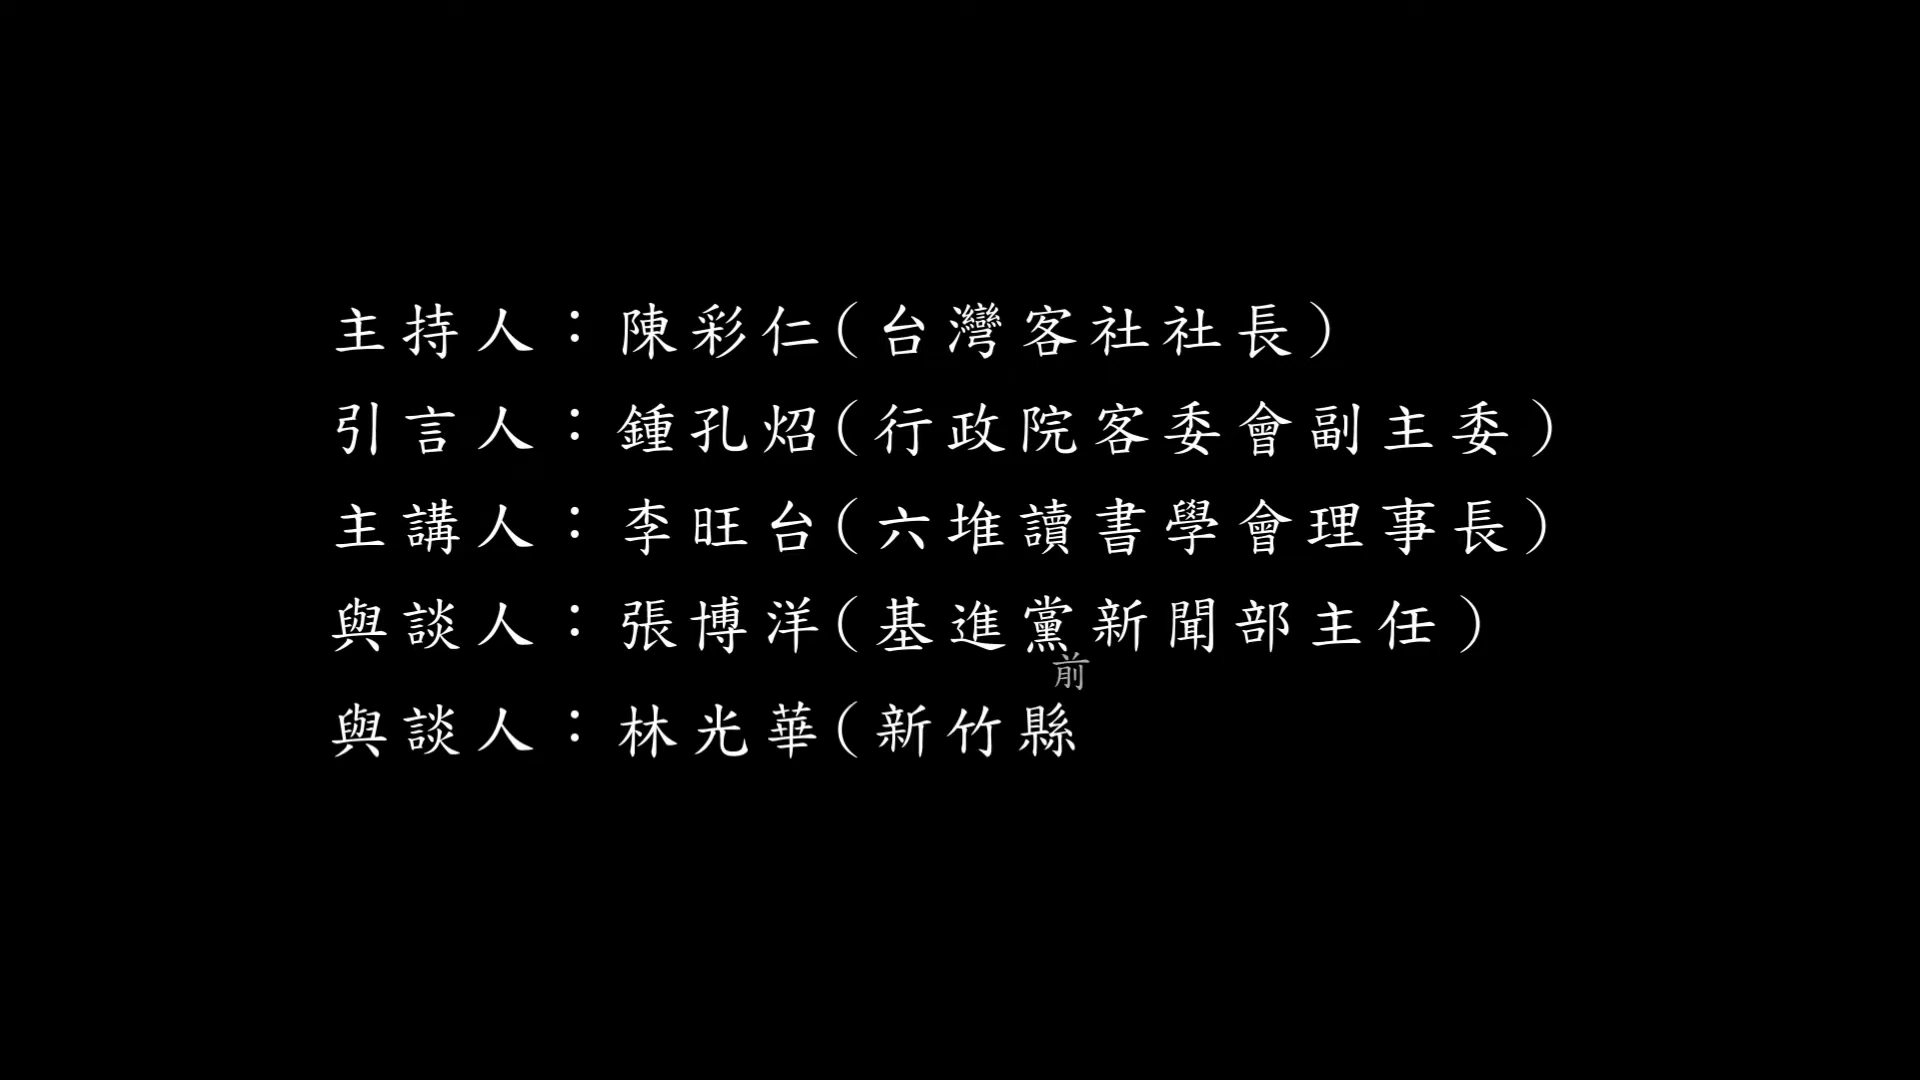 主持人：陳彩仁(台灣客社社長)
引言人：鍾孔炤(行政院客委會副主委)
主講人：李旺台(六堆讀書學會理事長)
與談人：張博洋(基進黨新聞部主任)
與談人：林光華(新竹縣前